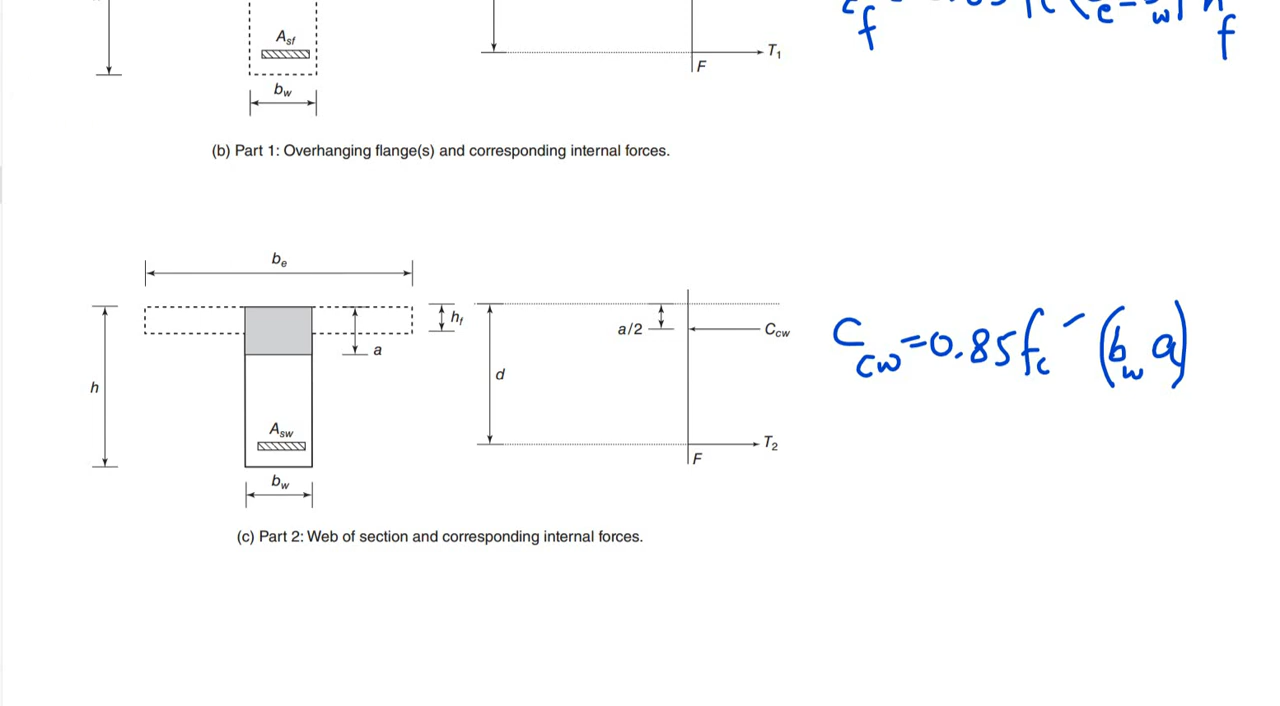 A_sf
T_1
F
b_w
(b) Part 1: Overhanging flange(s) and corresponding internal forces.
b_e
h_f
a/2
C_cw
C_cw = 0.85 f_c′ (b_w a)
a
h
d
A_sw
T_2
F
b_w
(c) Part 2: Web of section and corresponding internal forces.